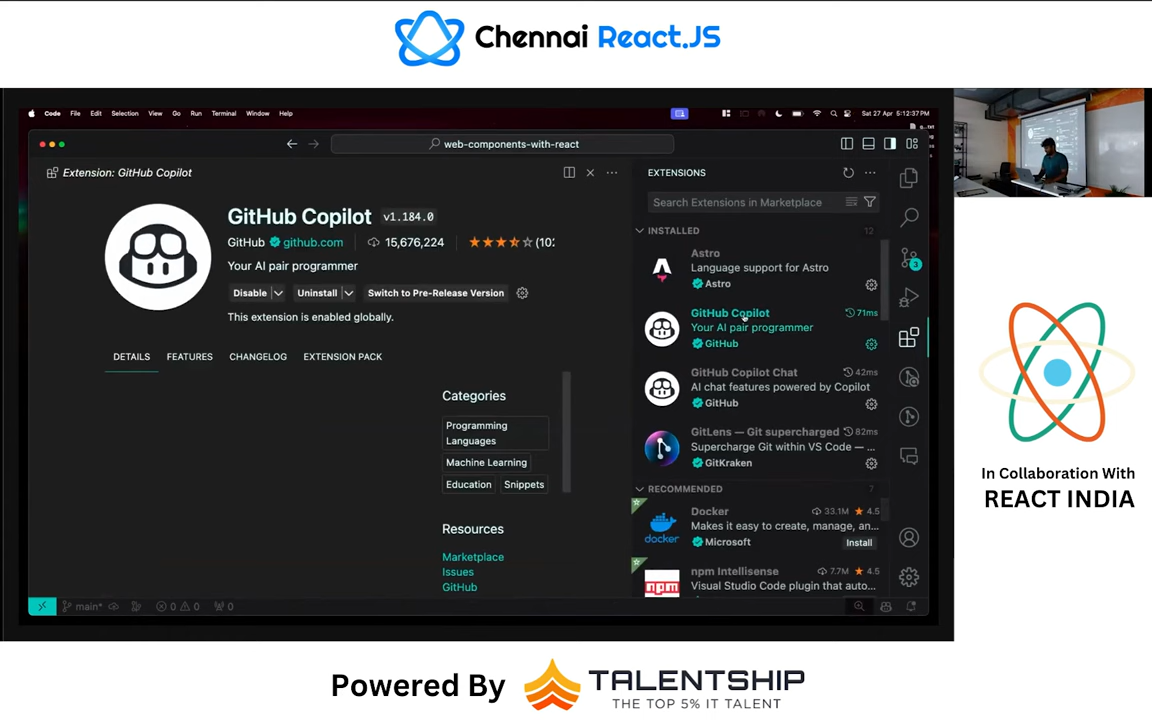 Chennai React.JS
Code File Edit Selection View Go Run Terminal Window Help
Sat 27 Apr 5:12:37 PM
web-components-with-react
Extension: GitHub Copilot
GitHub Copilot v1.184.0
GitHub github.com 15,676,224 (102
Your AI pair programmer
Disable Uninstall Switch to Pre-Release Version
This extension is enabled globally.
DETAILS FEATURES CHANGELOG EXTENSION PACK
Categories
Programming
Languages
Machine Learning
Education Snippets
Resources
Marketplace
Issues
GitHub
EXTENSIONS
Search Extensions in Marketplace
INSTALLED 12
Astro
Language support for Astro
Astro
GitHub Copilot 71ms
Your AI pair programmer
GitHub
GitHub Copilot Chat 42ms
AI chat features powered by Copilot
GitHub
GitLens — Git supercharged 82ms
Supercharge Git within VS Code — ...
GitKraken
RECOMMENDED 7
Docker 33.1M 4.5
Makes it easy to create, manage, an...
Microsoft Install
docker
npm Intellisense 7.7M 4.5
Visual Studio Code plugin that auto...
npm
3
main* 0 0 0
In Collaboration With
REACT INDIA
Powered By TALENTSHIP
THE TOP 5% IT TALENT